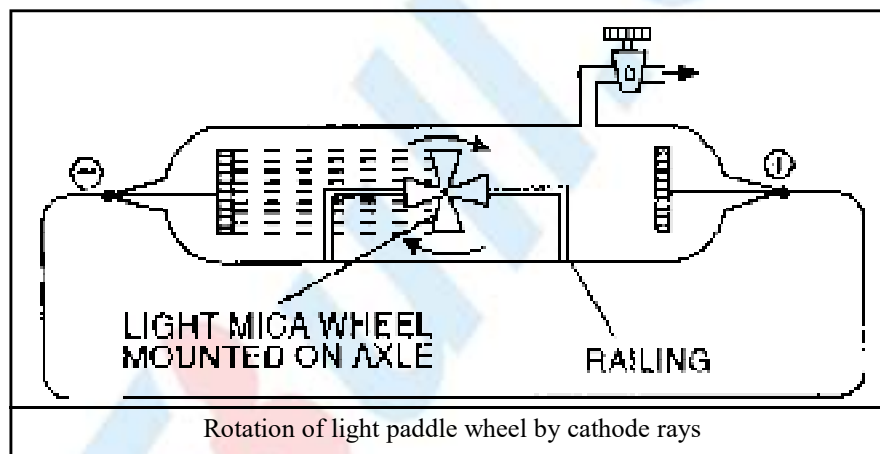 LIGHT MICA WHEEL
MOUNTED ON AXLE
RAILING
Rotation of light paddle wheel by cathode rays